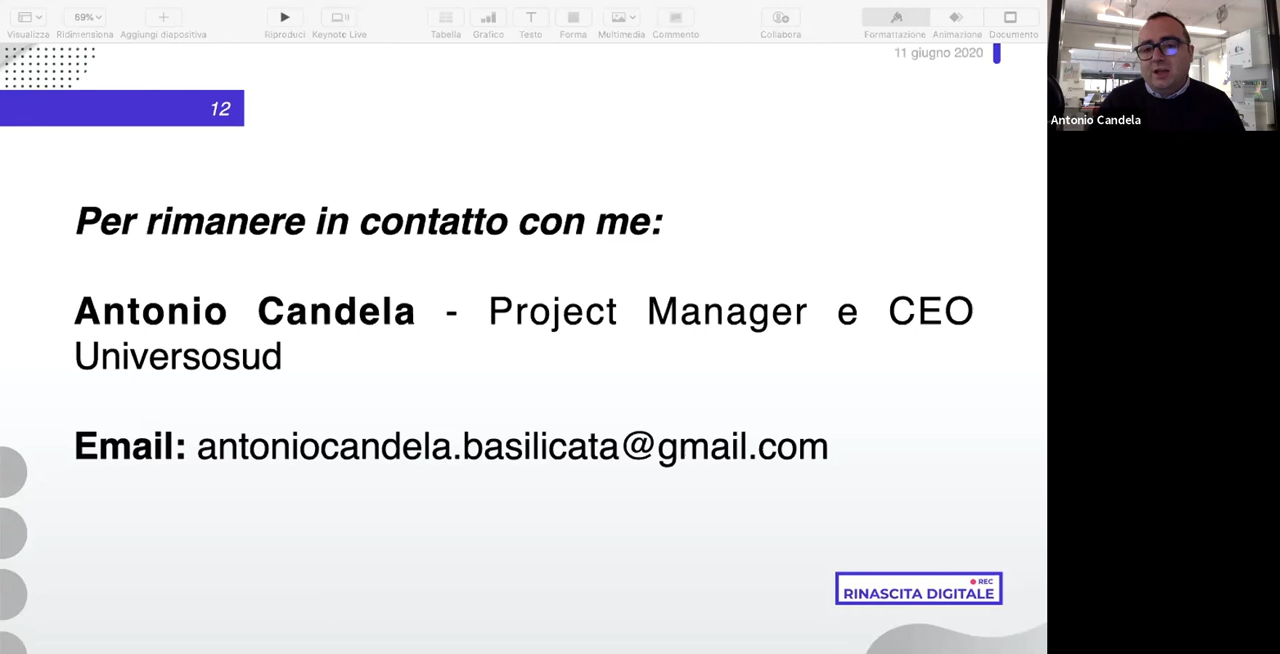 69%
Visualizza Ridimensiona Aggiungi diapositiva Riproduci Keynote Live Tabella Grafico Testo Forma Multimedia Commento Collabora Formattazione Animazione Documento
11 giugno 2020
12
Antonio Candela
Per rimanere in contatto con me:
Antonio Candela - Project Manager e CEO
Universosud
Email: antoniocandela.basilicata@gmail.com
REC
RINASCITA DIGITALE